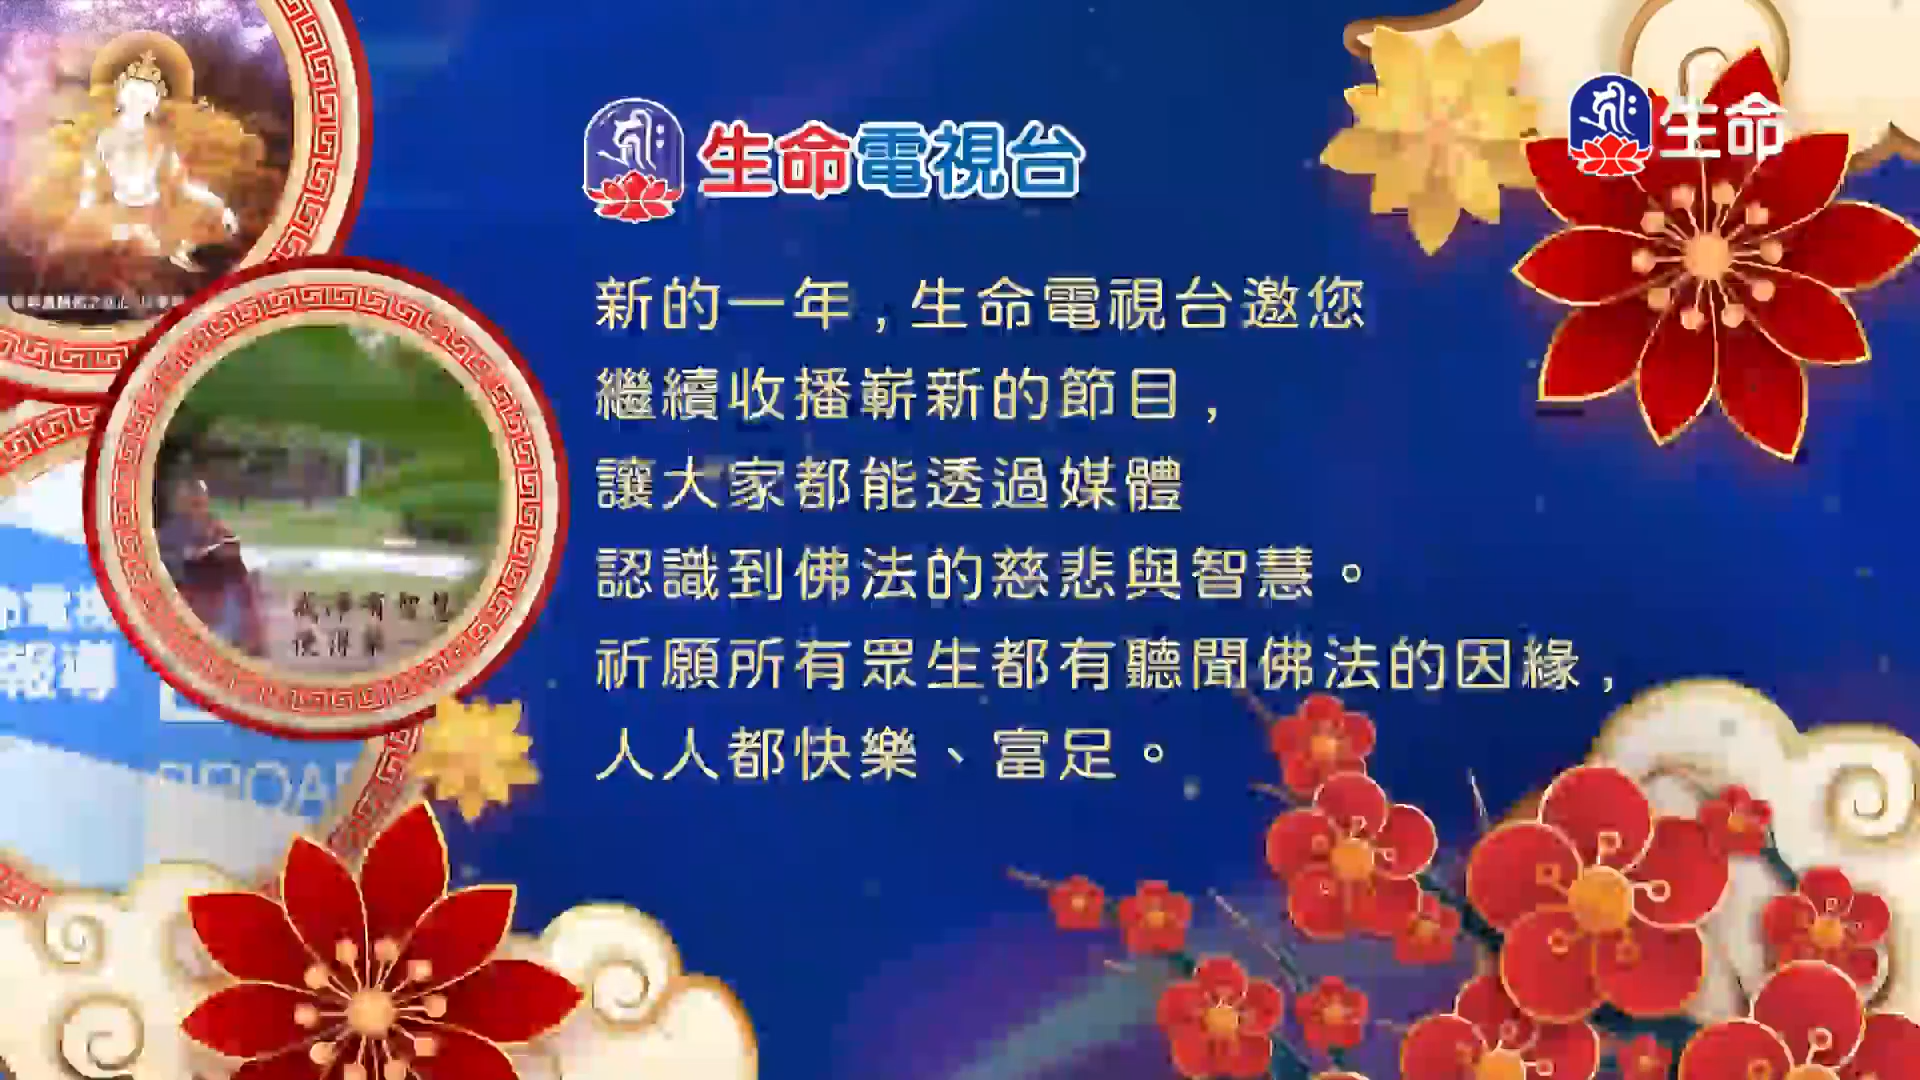 生命電視台
生命
新的一年,生命電視台邀您
繼續收播嶄新的節目,
讓大家都能透過媒體
認識到佛法的慈悲與智慧。
祈願所有眾生都有聽聞佛法的因緣,
人人都快樂、富足。
報導